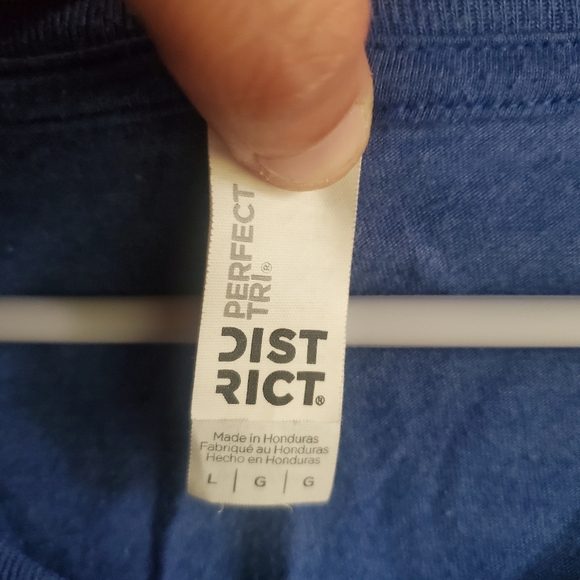 PERFECT
TRI®
DIST
RICT®
Made in Honduras
Fabriqué au Honduras
Hecho en Honduras
L | G | G